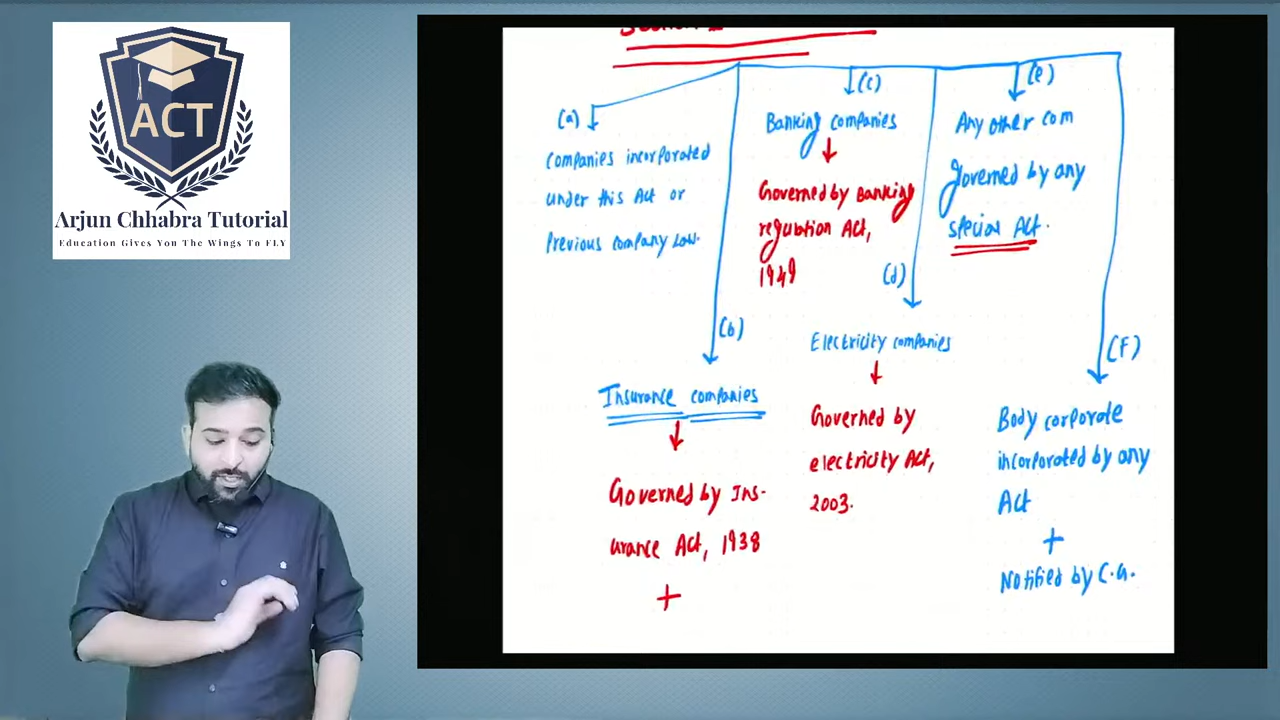 ACT
Arjun Chhabra Tutorial
Education Gives You The Wings To FLY
(a)
Companies incorporated
under this Act or
Previous company Law.
(b)
Insurance companies
Governed by Ins-
urance Act, 1938
+
(c)
Banking companies
Governed by Banking
regulation Act,
1949
(d)
Electricity companies
Governed by
electricity Act,
2003.
(e)
Any other com
governed by any
special Act.
(F)
Body corporate
incorporated by any
Act
+
Notified by C.G.